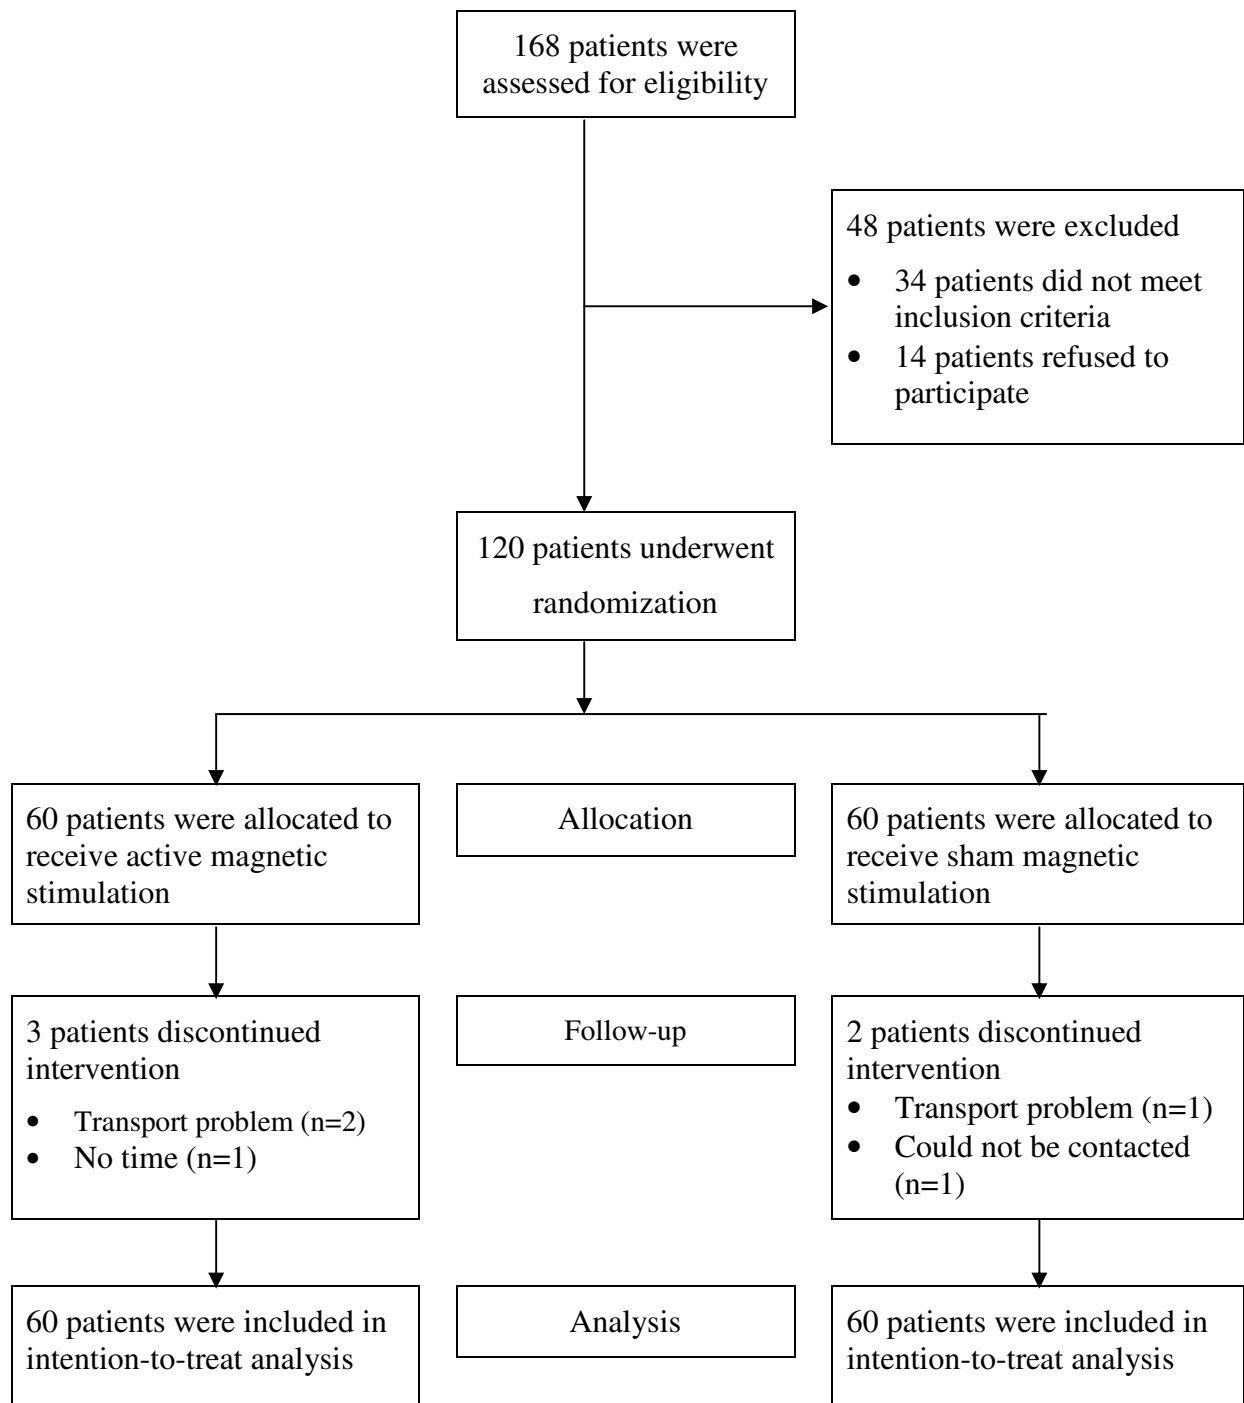 168 patients were
assessed for eligibility
48 patients were excluded
• 34 patients did not meet
inclusion criteria
• 14 patients refused to
participate
120 patients underwent
randomization
60 patients were allocated to
receive active magnetic
stimulation
Allocation
60 patients were allocated to
receive sham magnetic
stimulation
3 patients discontinued
intervention
• Transport problem (n=2)
• No time (n=1)
Follow-up
2 patients discontinued
intervention
• Transport problem (n=1)
• Could not be contacted
(n=1)
60 patients were included in
intention-to-treat analysis
Analysis
60 patients were included in
intention-to-treat analysis